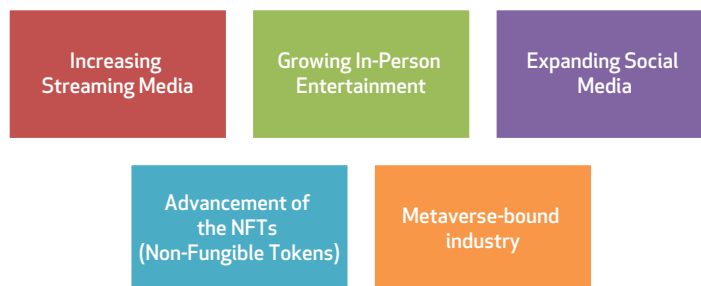 Increasing
Streaming Media
Growing In-Person
Entertainment
Expanding Social
Media
Advancement of
the NFTs
(Non-Fungible Tokens)
Metaverse-bound
industry